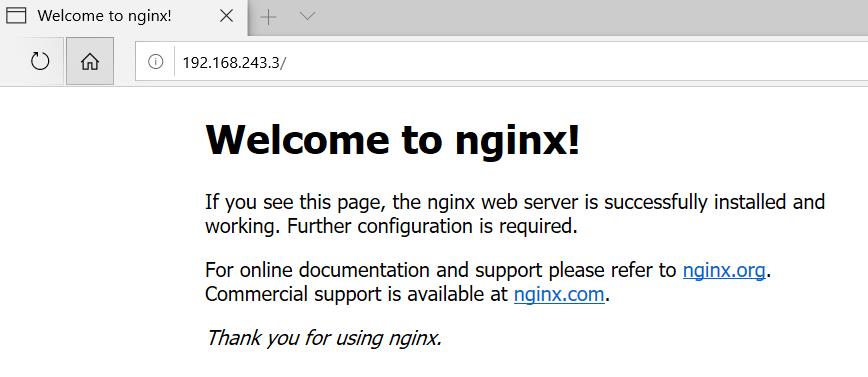 Welcome to nginx!
192.168.243.3/
Welcome to nginx!
If you see this page, the nginx web server is successfully installed and
working. Further configuration is required.
For online documentation and support please refer to nginx.org.
Commercial support is available at nginx.com.
Thank you for using nginx.